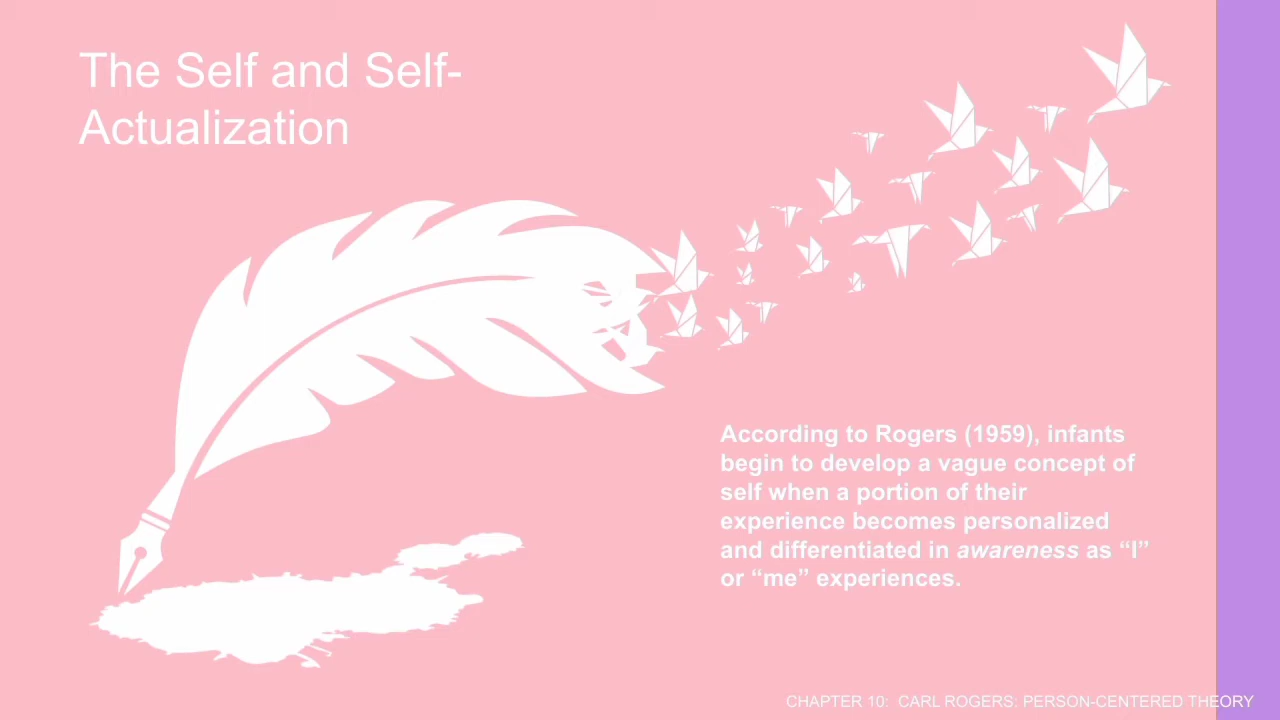 The Self and Self-
Actualization
According to Rogers (1959), infants
begin to develop a vague concept of
self when a portion of their
experience becomes personalized
and differentiated in awareness as “I”
or “me” experiences.
CHAPTER 10:  CARL ROGERS: PERSON-CENTERED THEORY